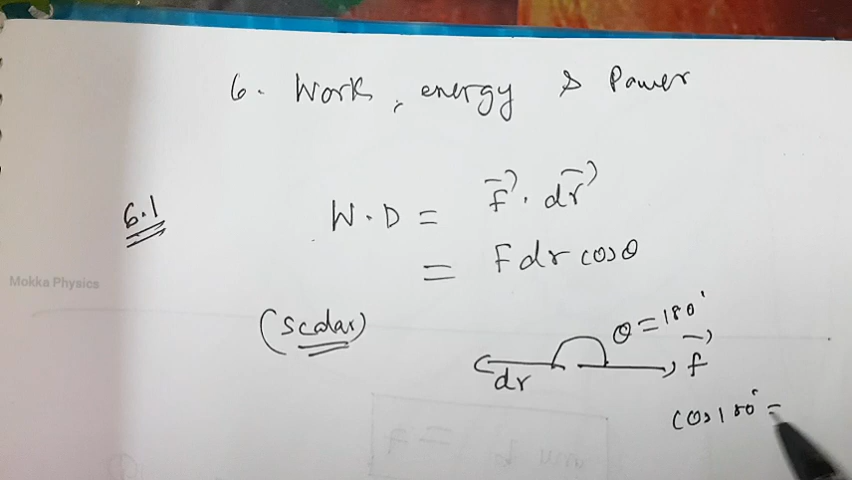 6. Work, energy & Power
6.1
W.D = f⃗ . dr⃗
= F dr cosθ
Mokka Physics
(scalar)
θ = 180°
dr
f⃗
cos 180° =